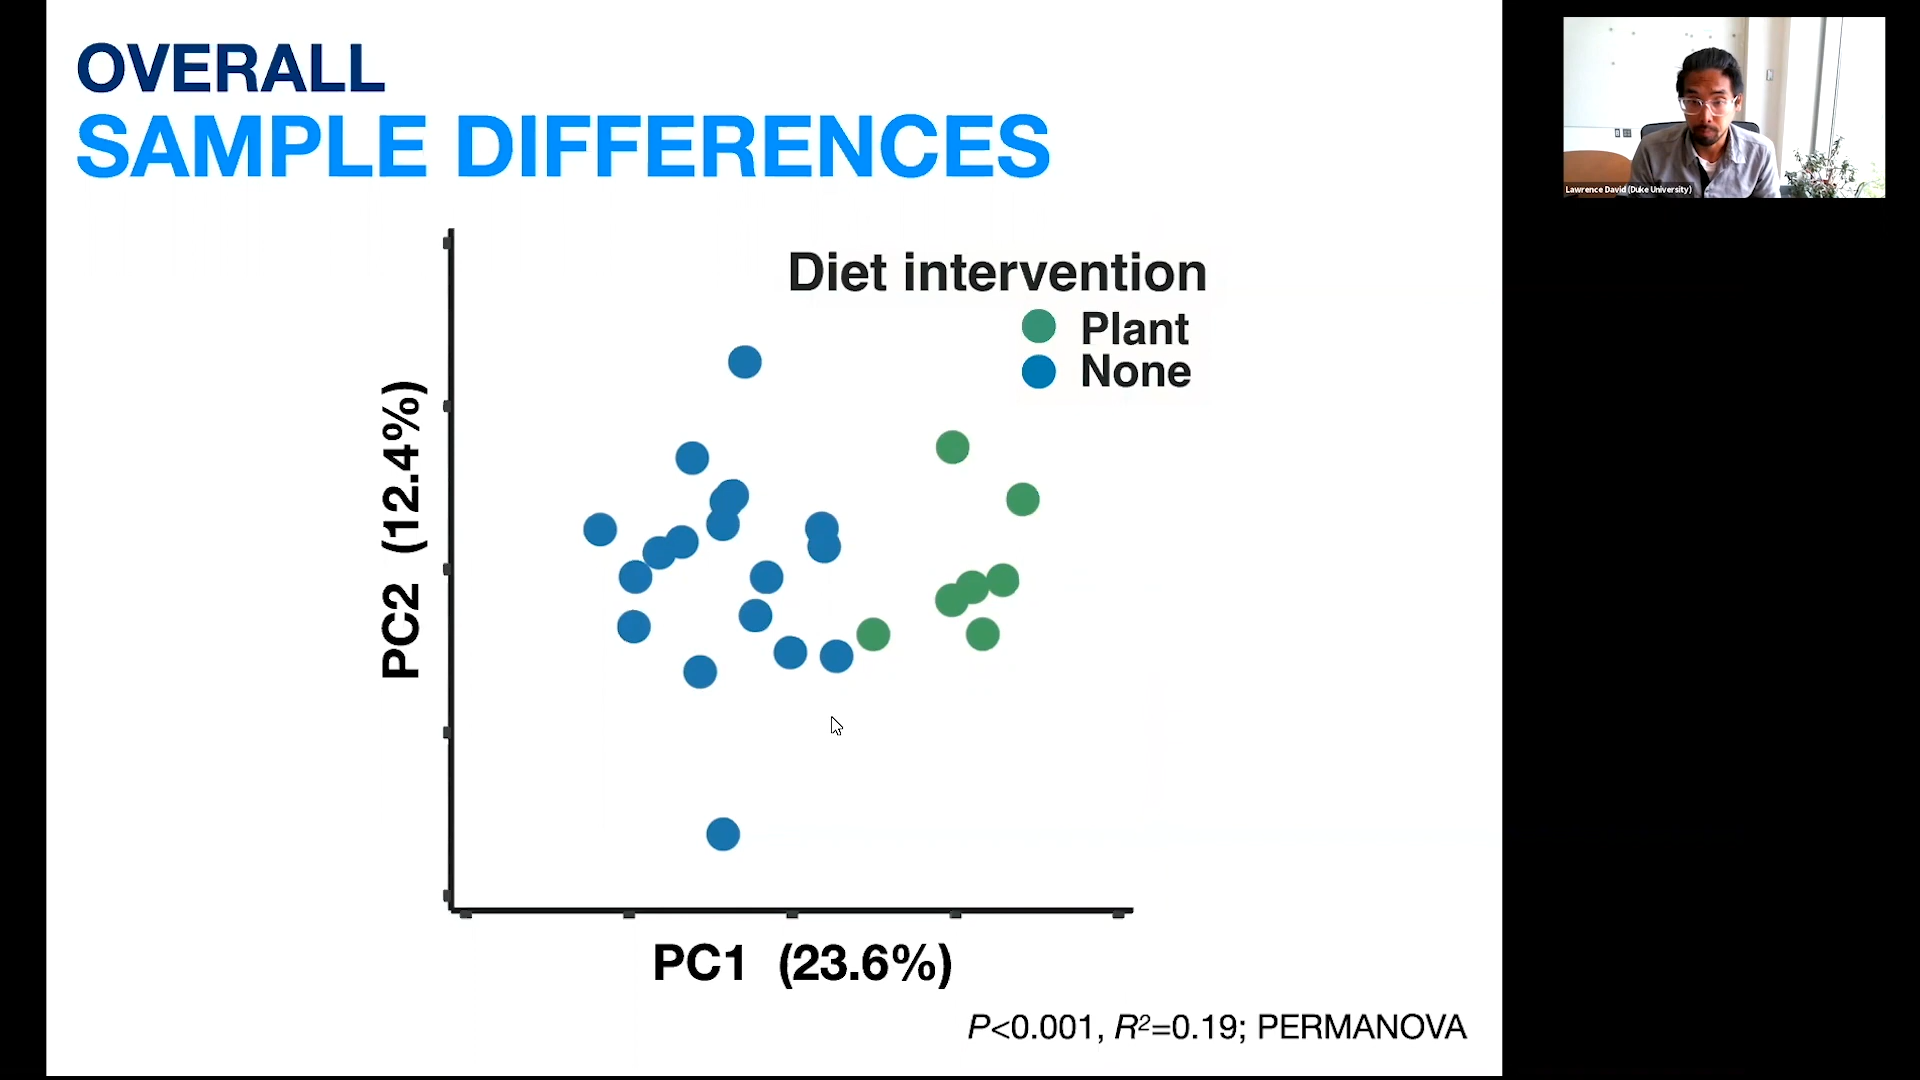 OVERALL
SAMPLE DIFFERENCES
Diet intervention
Plant
None
PC2 (12.4%)
PC1 (23.6%)
P<0.001, R²=0.19; PERMANOVA
Lawrence David (Duke University)